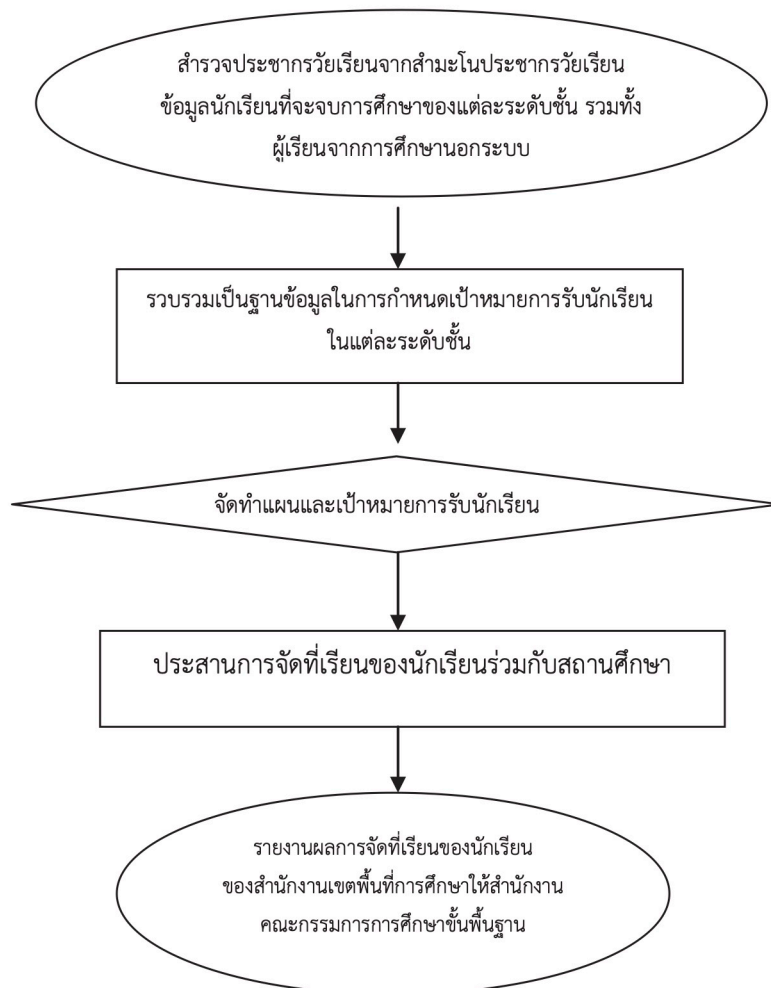 สำรวจประชากรวัยเรียนจากสำมะโนประชากรวัยเรียน
ข้อมูลนักเรียนที่จะจบการศึกษาของแต่ละระดับชั้น รวมทั้ง
ผู้เรียนจากการศึกษานอกระบบ
รวบรวมเป็นฐานข้อมูลในการกำหนดเป้าหมายการรับนักเรียน
ในแต่ละระดับชั้น
จัดทำแผนและเป้าหมายการรับนักเรียน
ประสานการจัดที่เรียนของนักเรียนร่วมกับสถานศึกษา
รายงานผลการจัดที่เรียนของนักเรียน
ของสำนักงานเขตพื้นที่การศึกษาให้สำนักงาน
คณะกรรมการการศึกษาขั้นพื้นฐาน